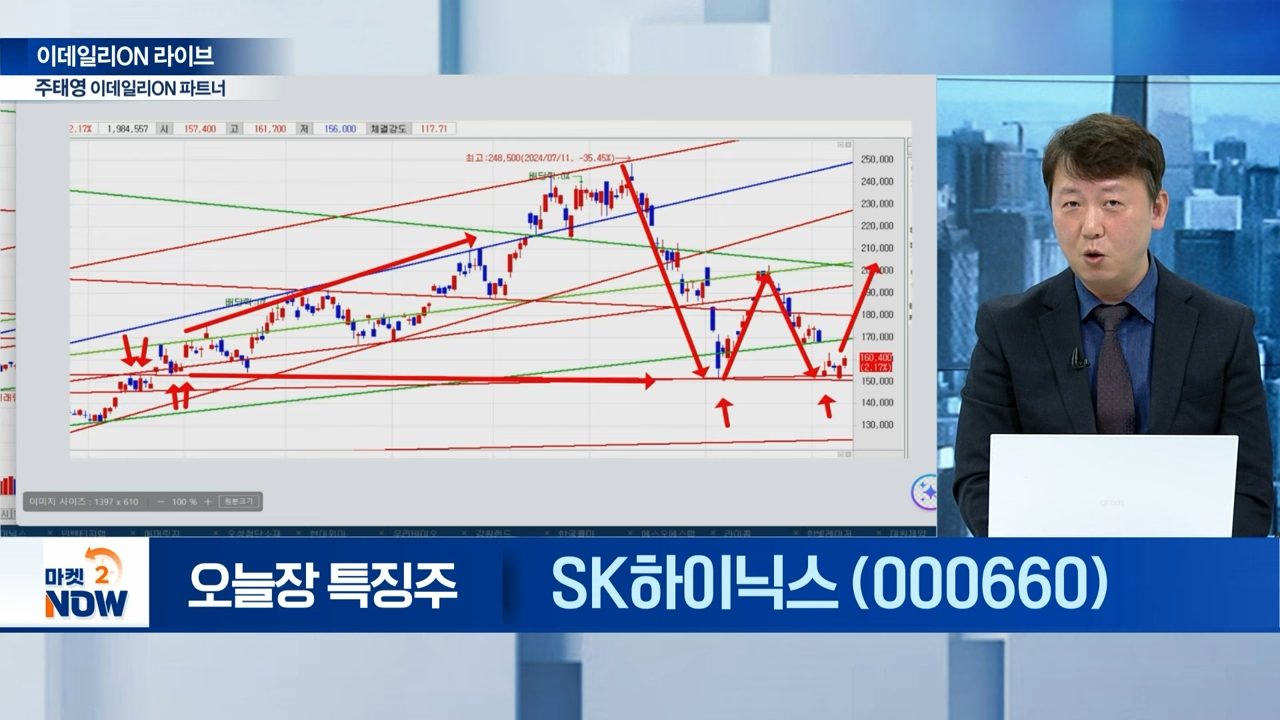 이데일리ON 라이브
주태영 이데일리ON 파트너
2.17% 1,984,557 시 157,400 고 161,700 저 156,000 체결강도 117.71
최고:248,500(2024/07/11, -35.45%)→
250,000
240,000
230,000
220,000
210,000
200,000
190,000
180,000
170,000
160,400
(2.17%)
150,000
140,000
130,000
이미지 사이즈 : 1397 x 610 － 100 % ＋ 원본크기
gram
마켓 2
NOW
오늘장 특징주
SK하이닉스 (000660)